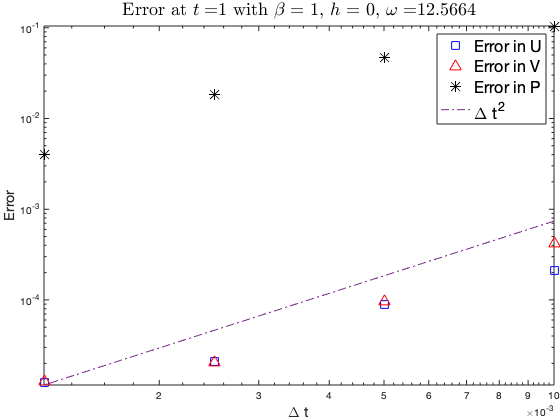 Error at t =1 with β = 1, h = 0, ω =12.5664
Error in U
Error in V
Error in P
Δ t²
10⁻¹
10⁻²
10⁻³
10⁻⁴
Error
2 3 4 5 6 7 8 9 10
×10⁻³
Δ t